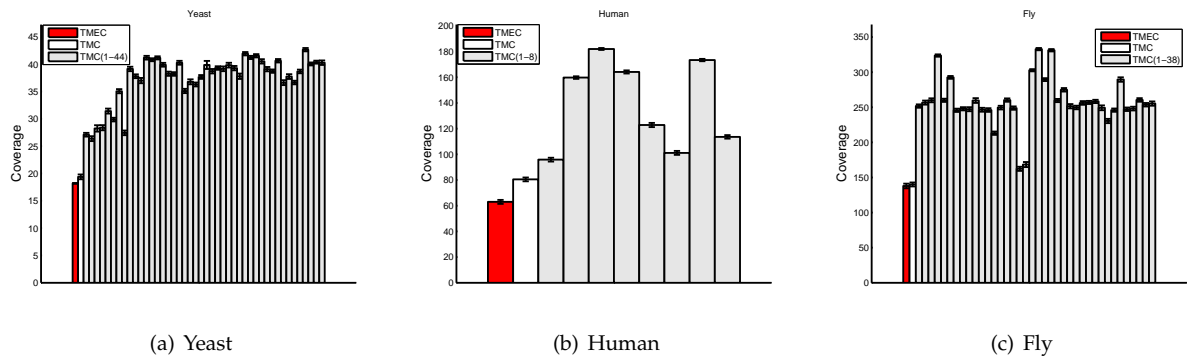 Yeast
TMEC
TMC
TMC(1−44)
Coverage
45
40
35
30
25
20
15
10
5
0
(a) Yeast
Human
TMEC
TMC
TMC(1−8)
Coverage
200
180
160
140
120
100
80
60
40
20
0
(b) Human
Fly
TMEC
TMC
TMC(1−38)
Coverage
350
300
250
200
150
100
50
0
(c) Fly